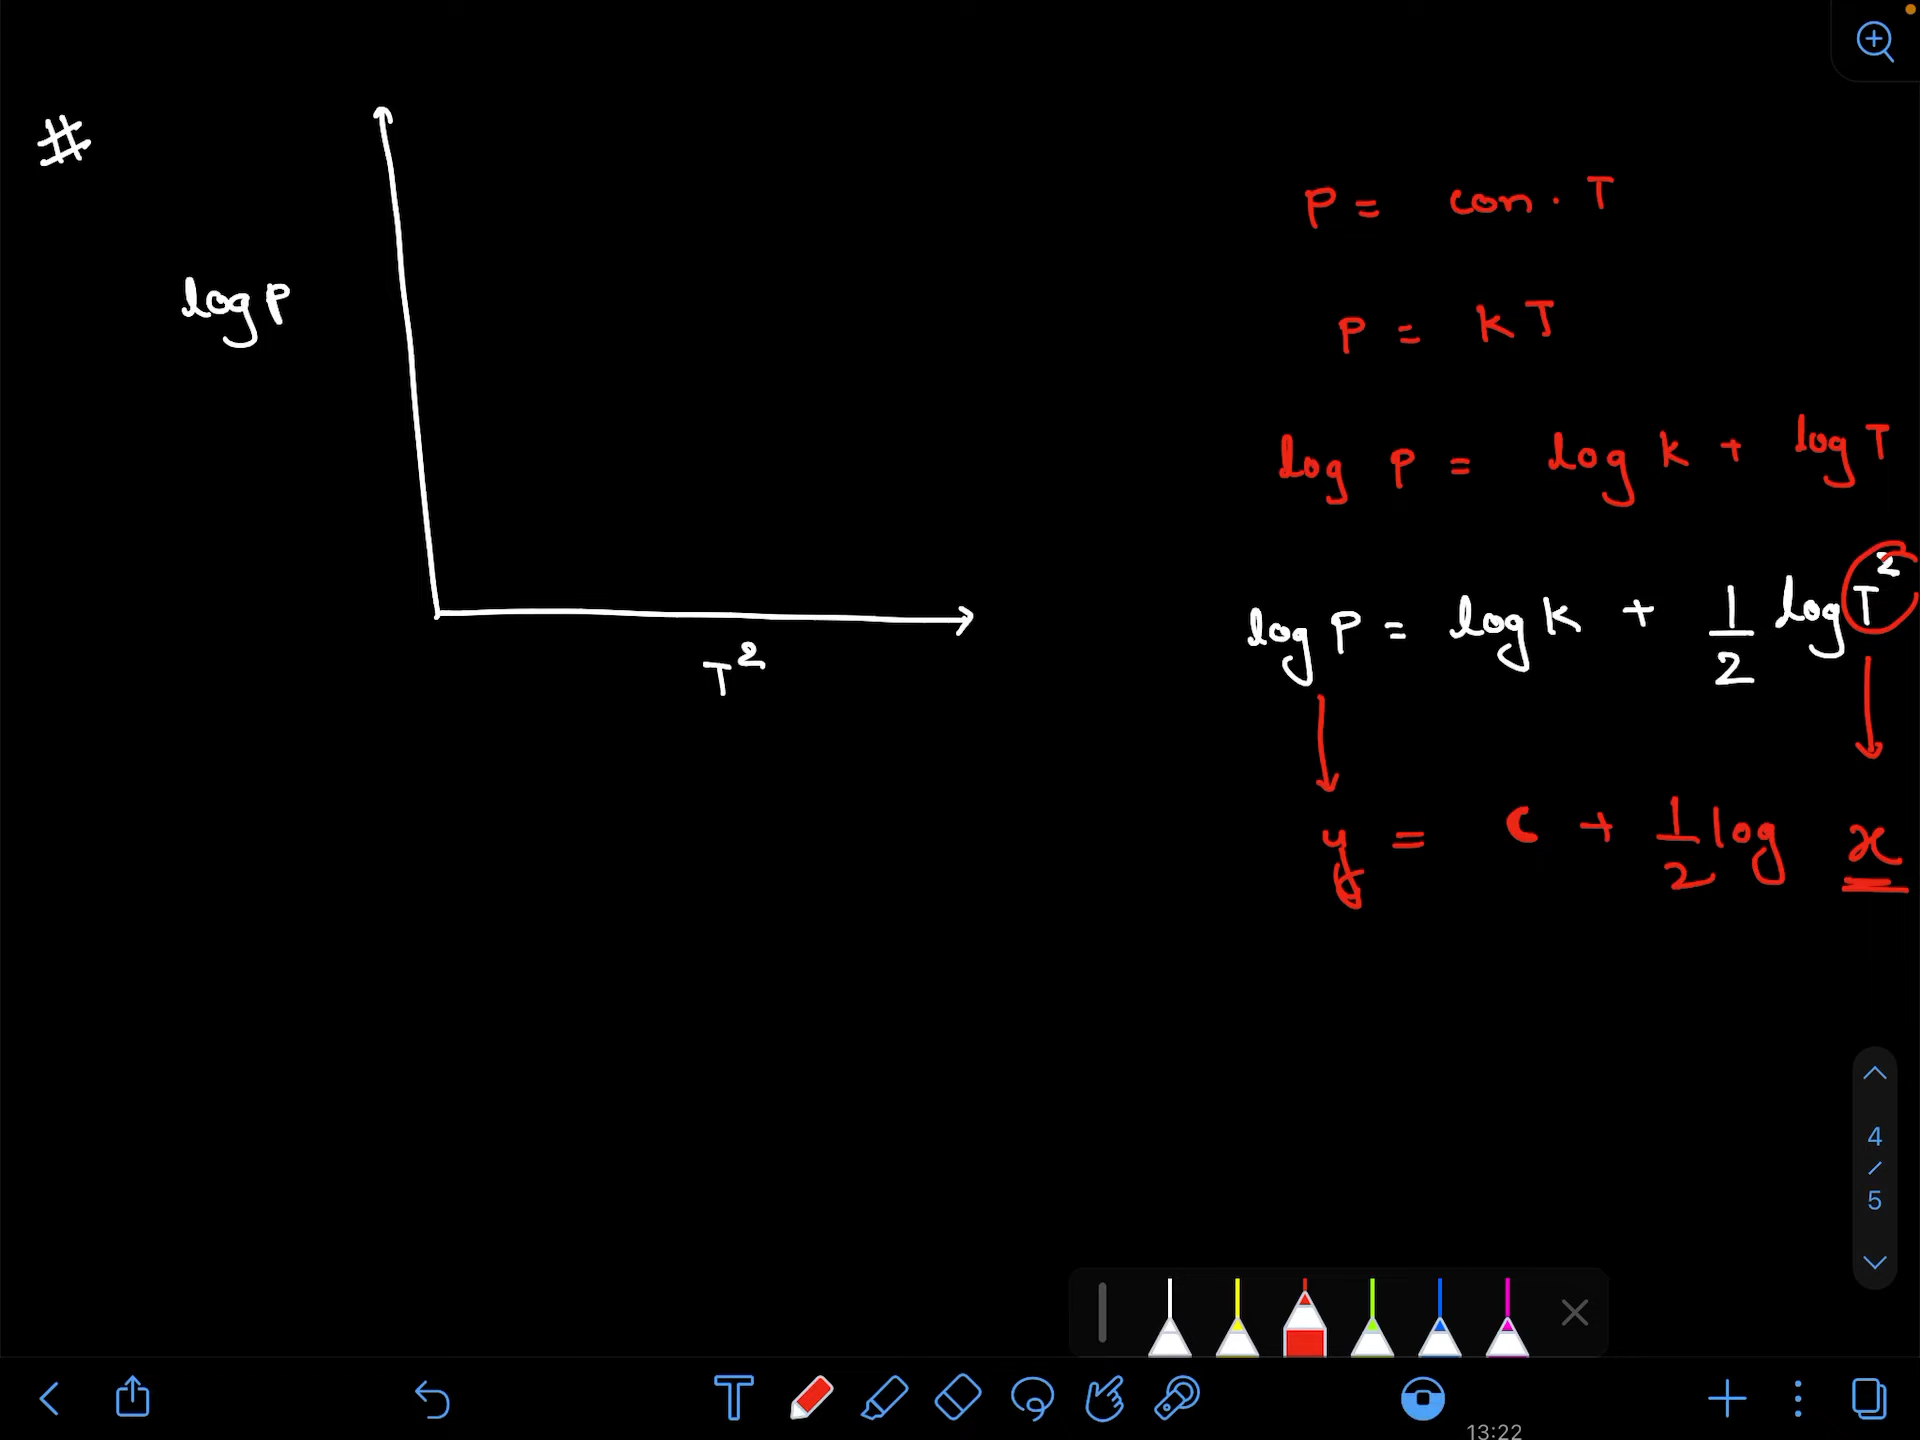 #
log P
T²
P = con. T
P = KT
log P = log K + log T
log P = log K + 1/2 log T²
y = c + 1/2 log x
4
/
5
13:22